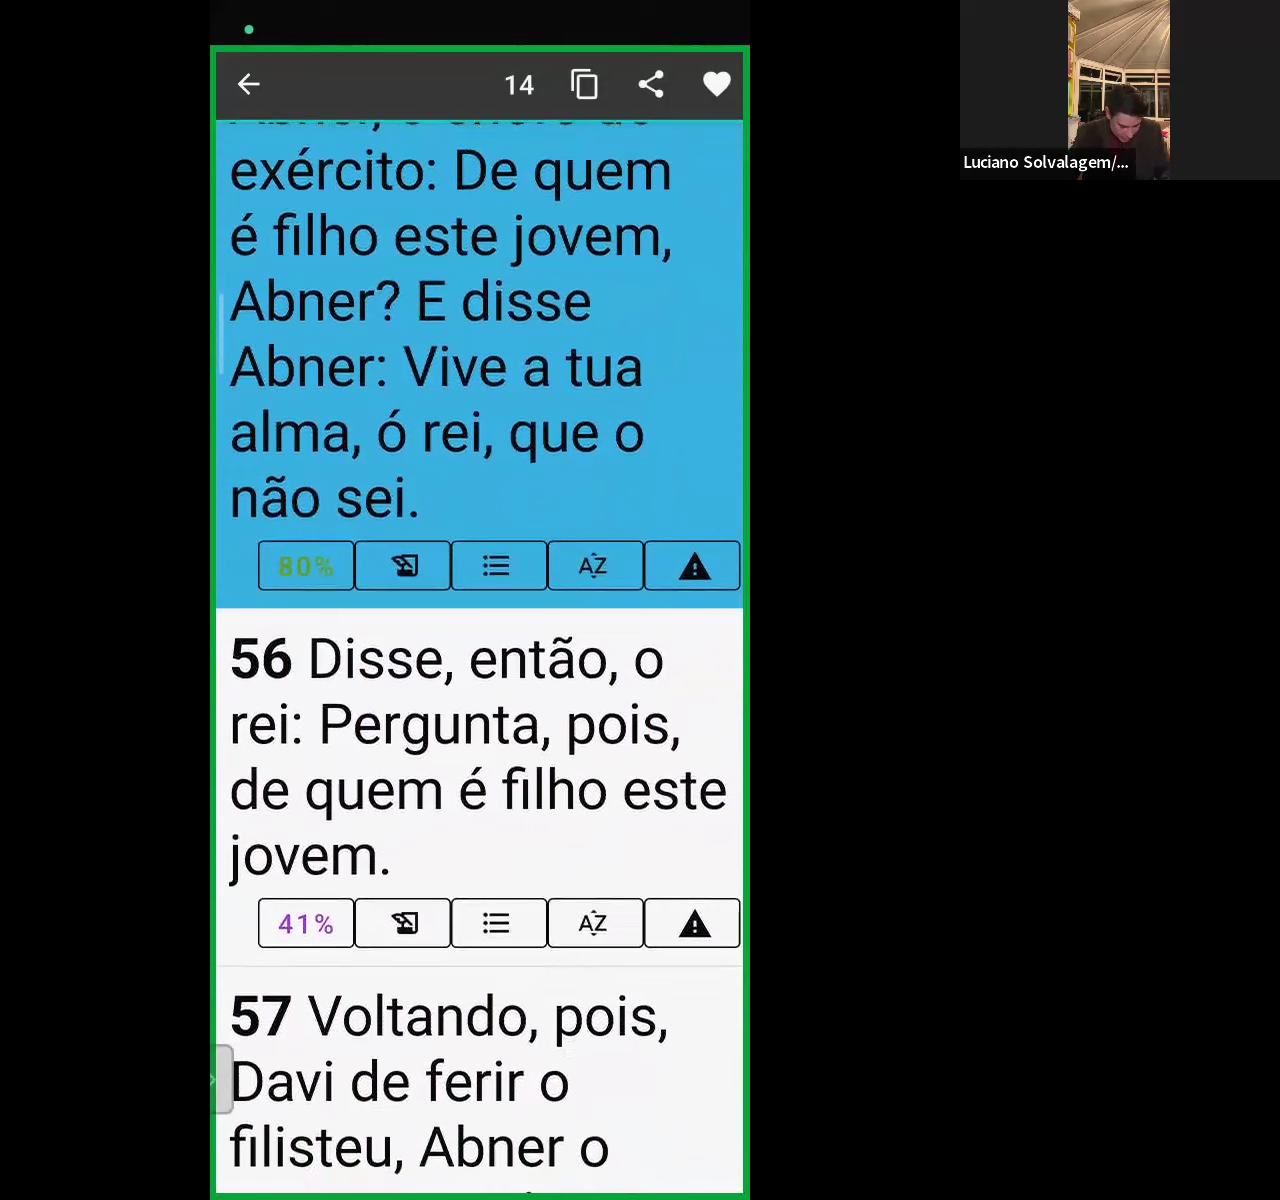 14
exército: De quem
é filho este jovem,
Abner? E disse
Abner: Vive a tua
alma, ó rei, que o
não sei.
80%
AZ
56 Disse, então, o
rei: Pergunta, pois,
de quem é filho este
jovem.
41%
AZ
57 Voltando, pois,
Davi de ferir o
filisteu, Abner o
Luciano Solvalagem/...